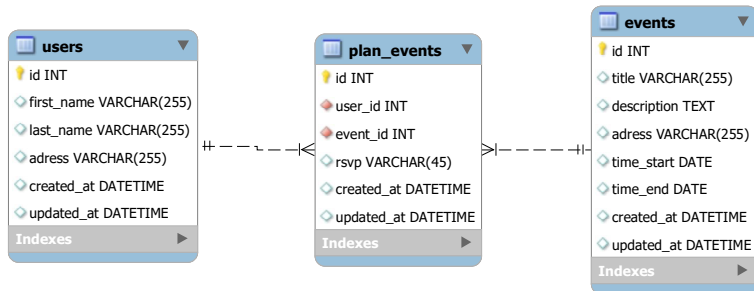 users
id INT
first_name VARCHAR(255)
last_name VARCHAR(255)
adress VARCHAR(255)
created_at DATETIME
updated_at DATETIME
Indexes
plan_events
id INT
user_id INT
event_id INT
rsvp VARCHAR(45)
created_at DATETIME
updated_at DATETIME
Indexes
events
id INT
title VARCHAR(255)
description TEXT
adress VARCHAR(255)
time_start DATE
time_end DATE
created_at DATETIME
updated_at DATETIME
Indexes